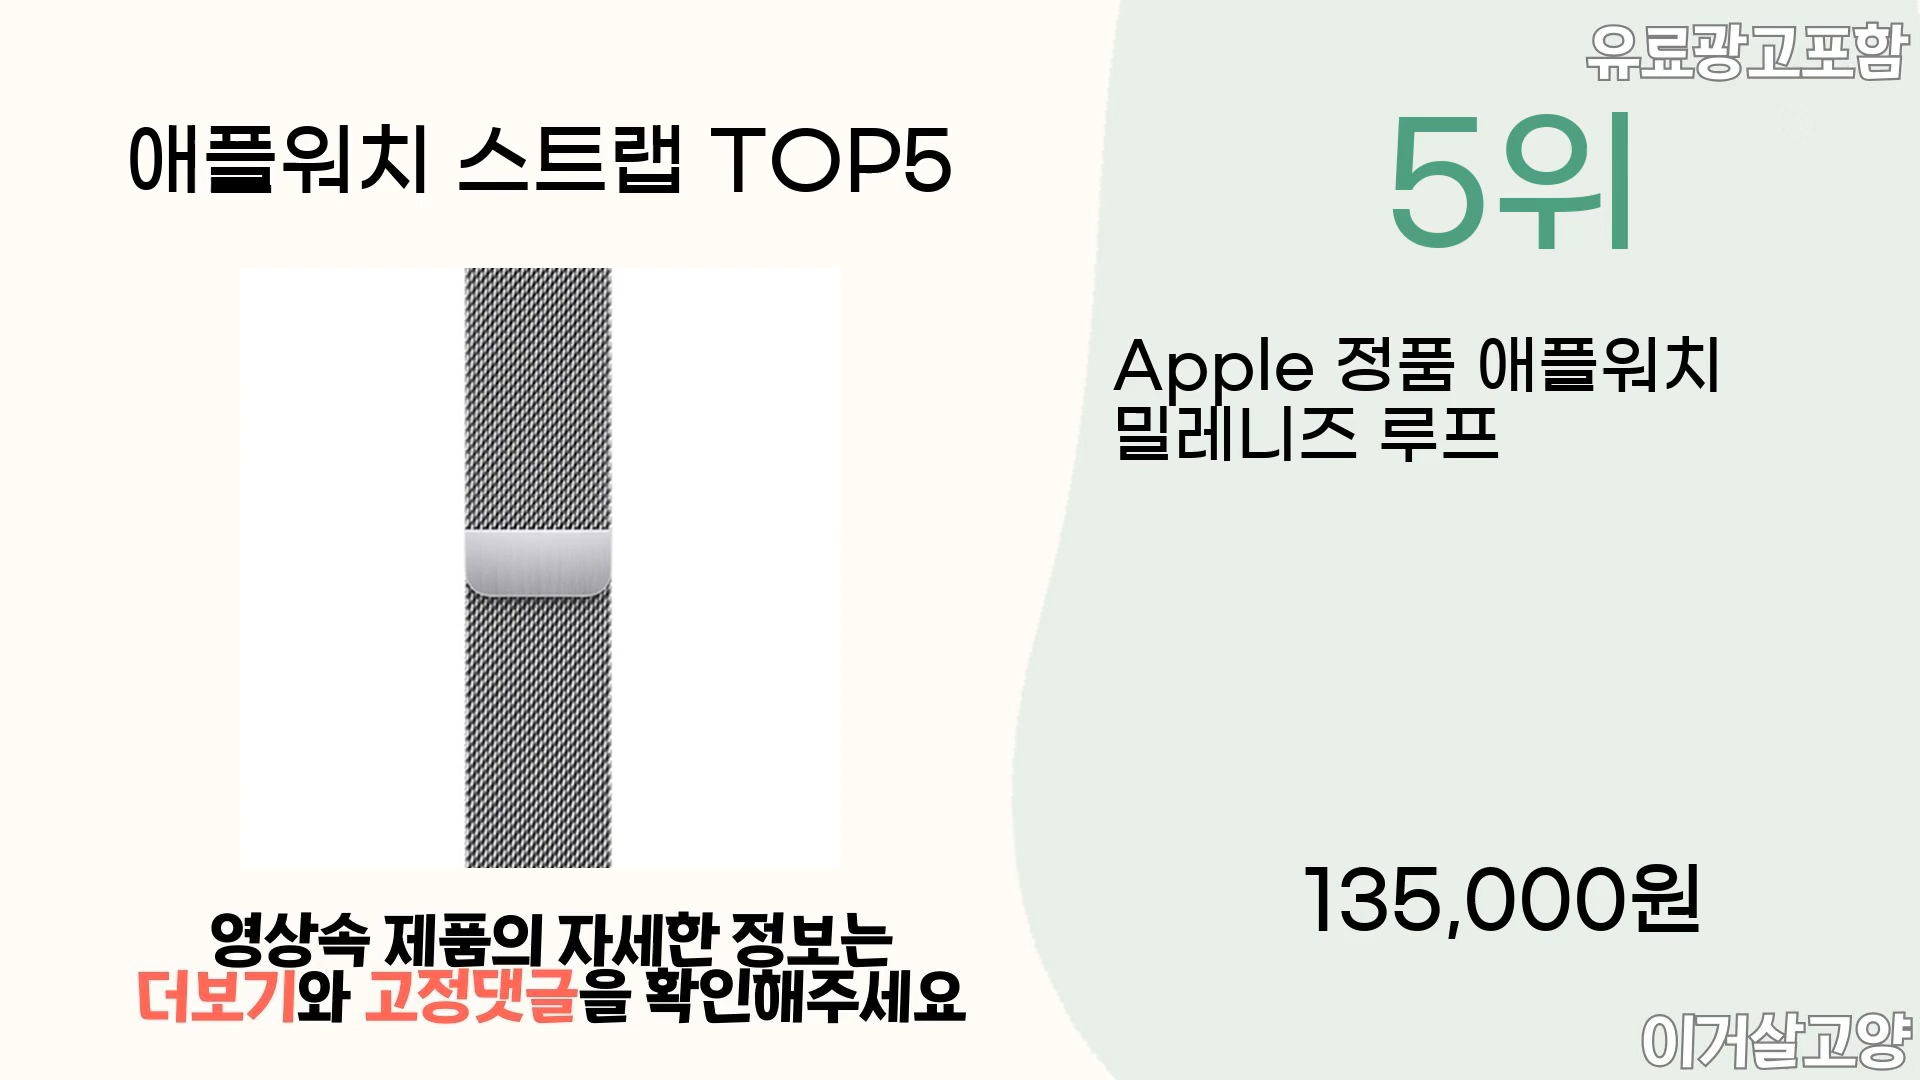 유료광고포함
애플워치 스트랩 TOP5
5위
Apple 정품 애플워치
밀레니즈 루프
135,000원
영상속 제품의 자세한 정보는
더보기와 고정댓글을 확인해주세요
이거살고양